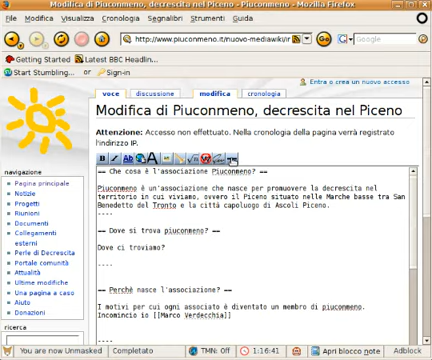 Modifica di Piuconmeno, decrescita nel Piceno - Piuconmeno - Mozilla Firefox
File Modifica Visualizza Cronologia Segnalibri Strumenti Guida
http://www.piuconmeno.it/nuovo-mediawiki/ir
Google
Getting Started Latest BBC Headlin...
Start Stumbling... or Sign-in
Entra o crea un nuovo accesso
voce discussione modifica cronologia
Modifica di Piuconmeno, decrescita nel Piceno
Attenzione: Accesso non effettuato. Nella cronologia della pagina verrà registrato
l'indirizzo IP.
B I Ab A
== Che cosa è l'associazione Piuconmeno? ==
Piuconmeno è un'associazione che nasce per promuovere la decrescita nel
territorio in cui viviamo, ovvero il Piceno situato nelle Marche basse tra San
Benedetto del Tronto e la città capoluogo di Ascoli Piceno.
----
== Dove si trova piuconmeno? ==
Dove ci troviamo?
----
== Perchè nasce l'associazione? ==
I motivi per cui ogni associato è diventato un membro di piuconmeno.
Incomincio io [[Marco Verdecchia]]
----
navigazione
Pagina principale
Notizie
Progetti
Riunioni
Documenti
Collegamenti
esterni
Perle di Decrescita
Portale comunità
Attualità
Ultime modifiche
Una pagina a caso
Aiuto
Donazioni
ricerca
You are now Unmasked Completato TMN: Off 1:16:41 Apri blocco note Adblock